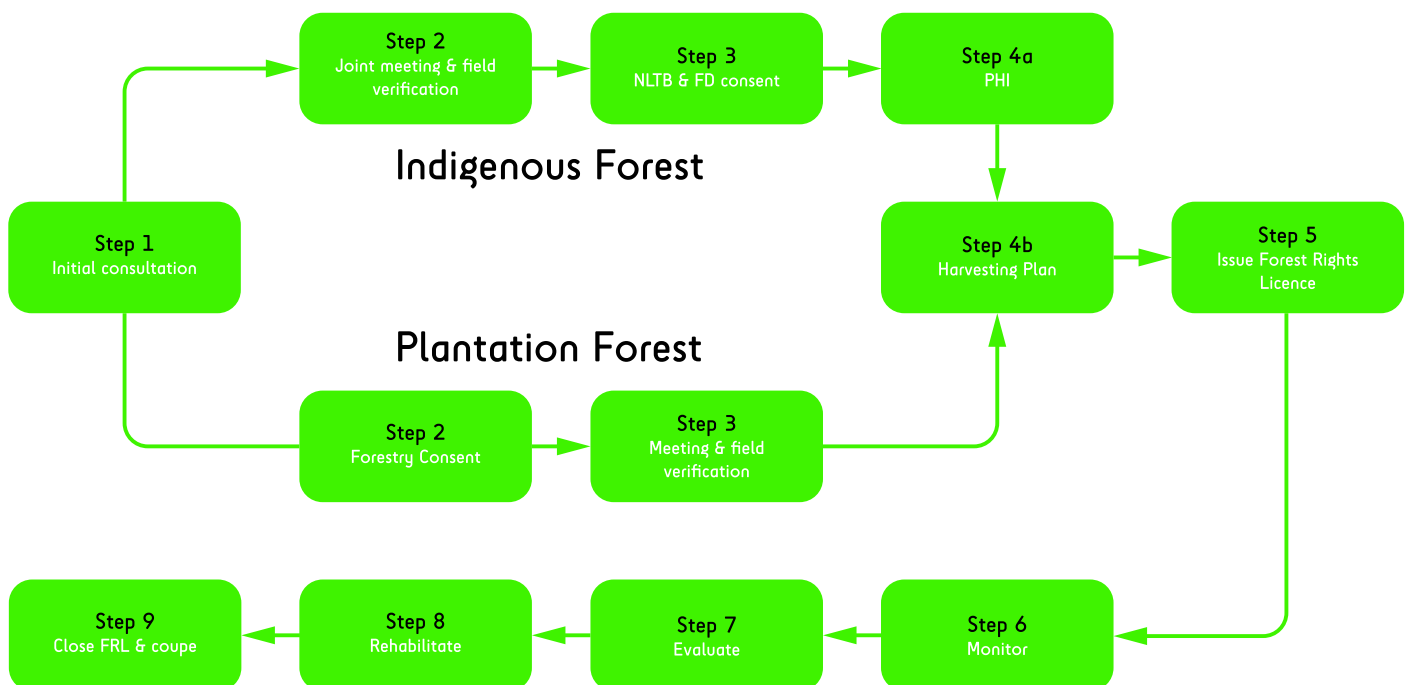 Step 2
Joint meeting & field
verification
Step 3
NLTB & FD consent
Step 4a
PHI
Indigenous Forest
Step 1
Initial consultation
Step 4b
Harvesting Plan
Step 5
Issue Forest Rights
Licence
Plantation Forest
Step 2
Forestry Consent
Step 3
Meeting & field
verification
Step 9
Close FRL & coupe
Step 8
Rehabilitate
Step 7
Evaluate
Step 6
Monitor